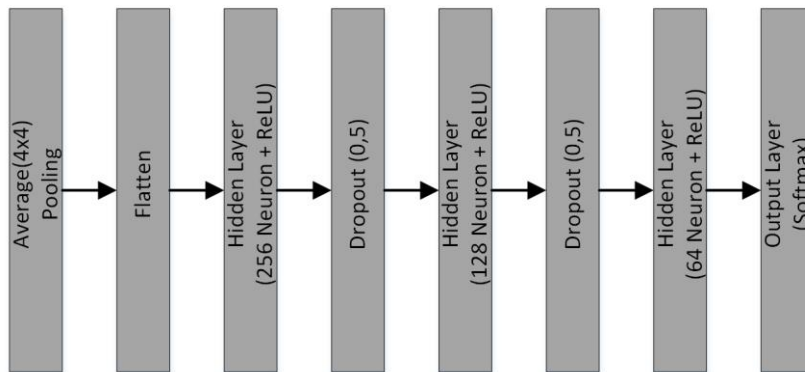 Average(4x4)
Pooling
Flatten
Hidden Layer
(256 Neuron + ReLU)
Dropout (0,5)
Hidden Layer
(128 Neuron + ReLU)
Dropout (0,5)
Hidden Layer
(64 Neuron + ReLU)
Output Layer
(Softmax)